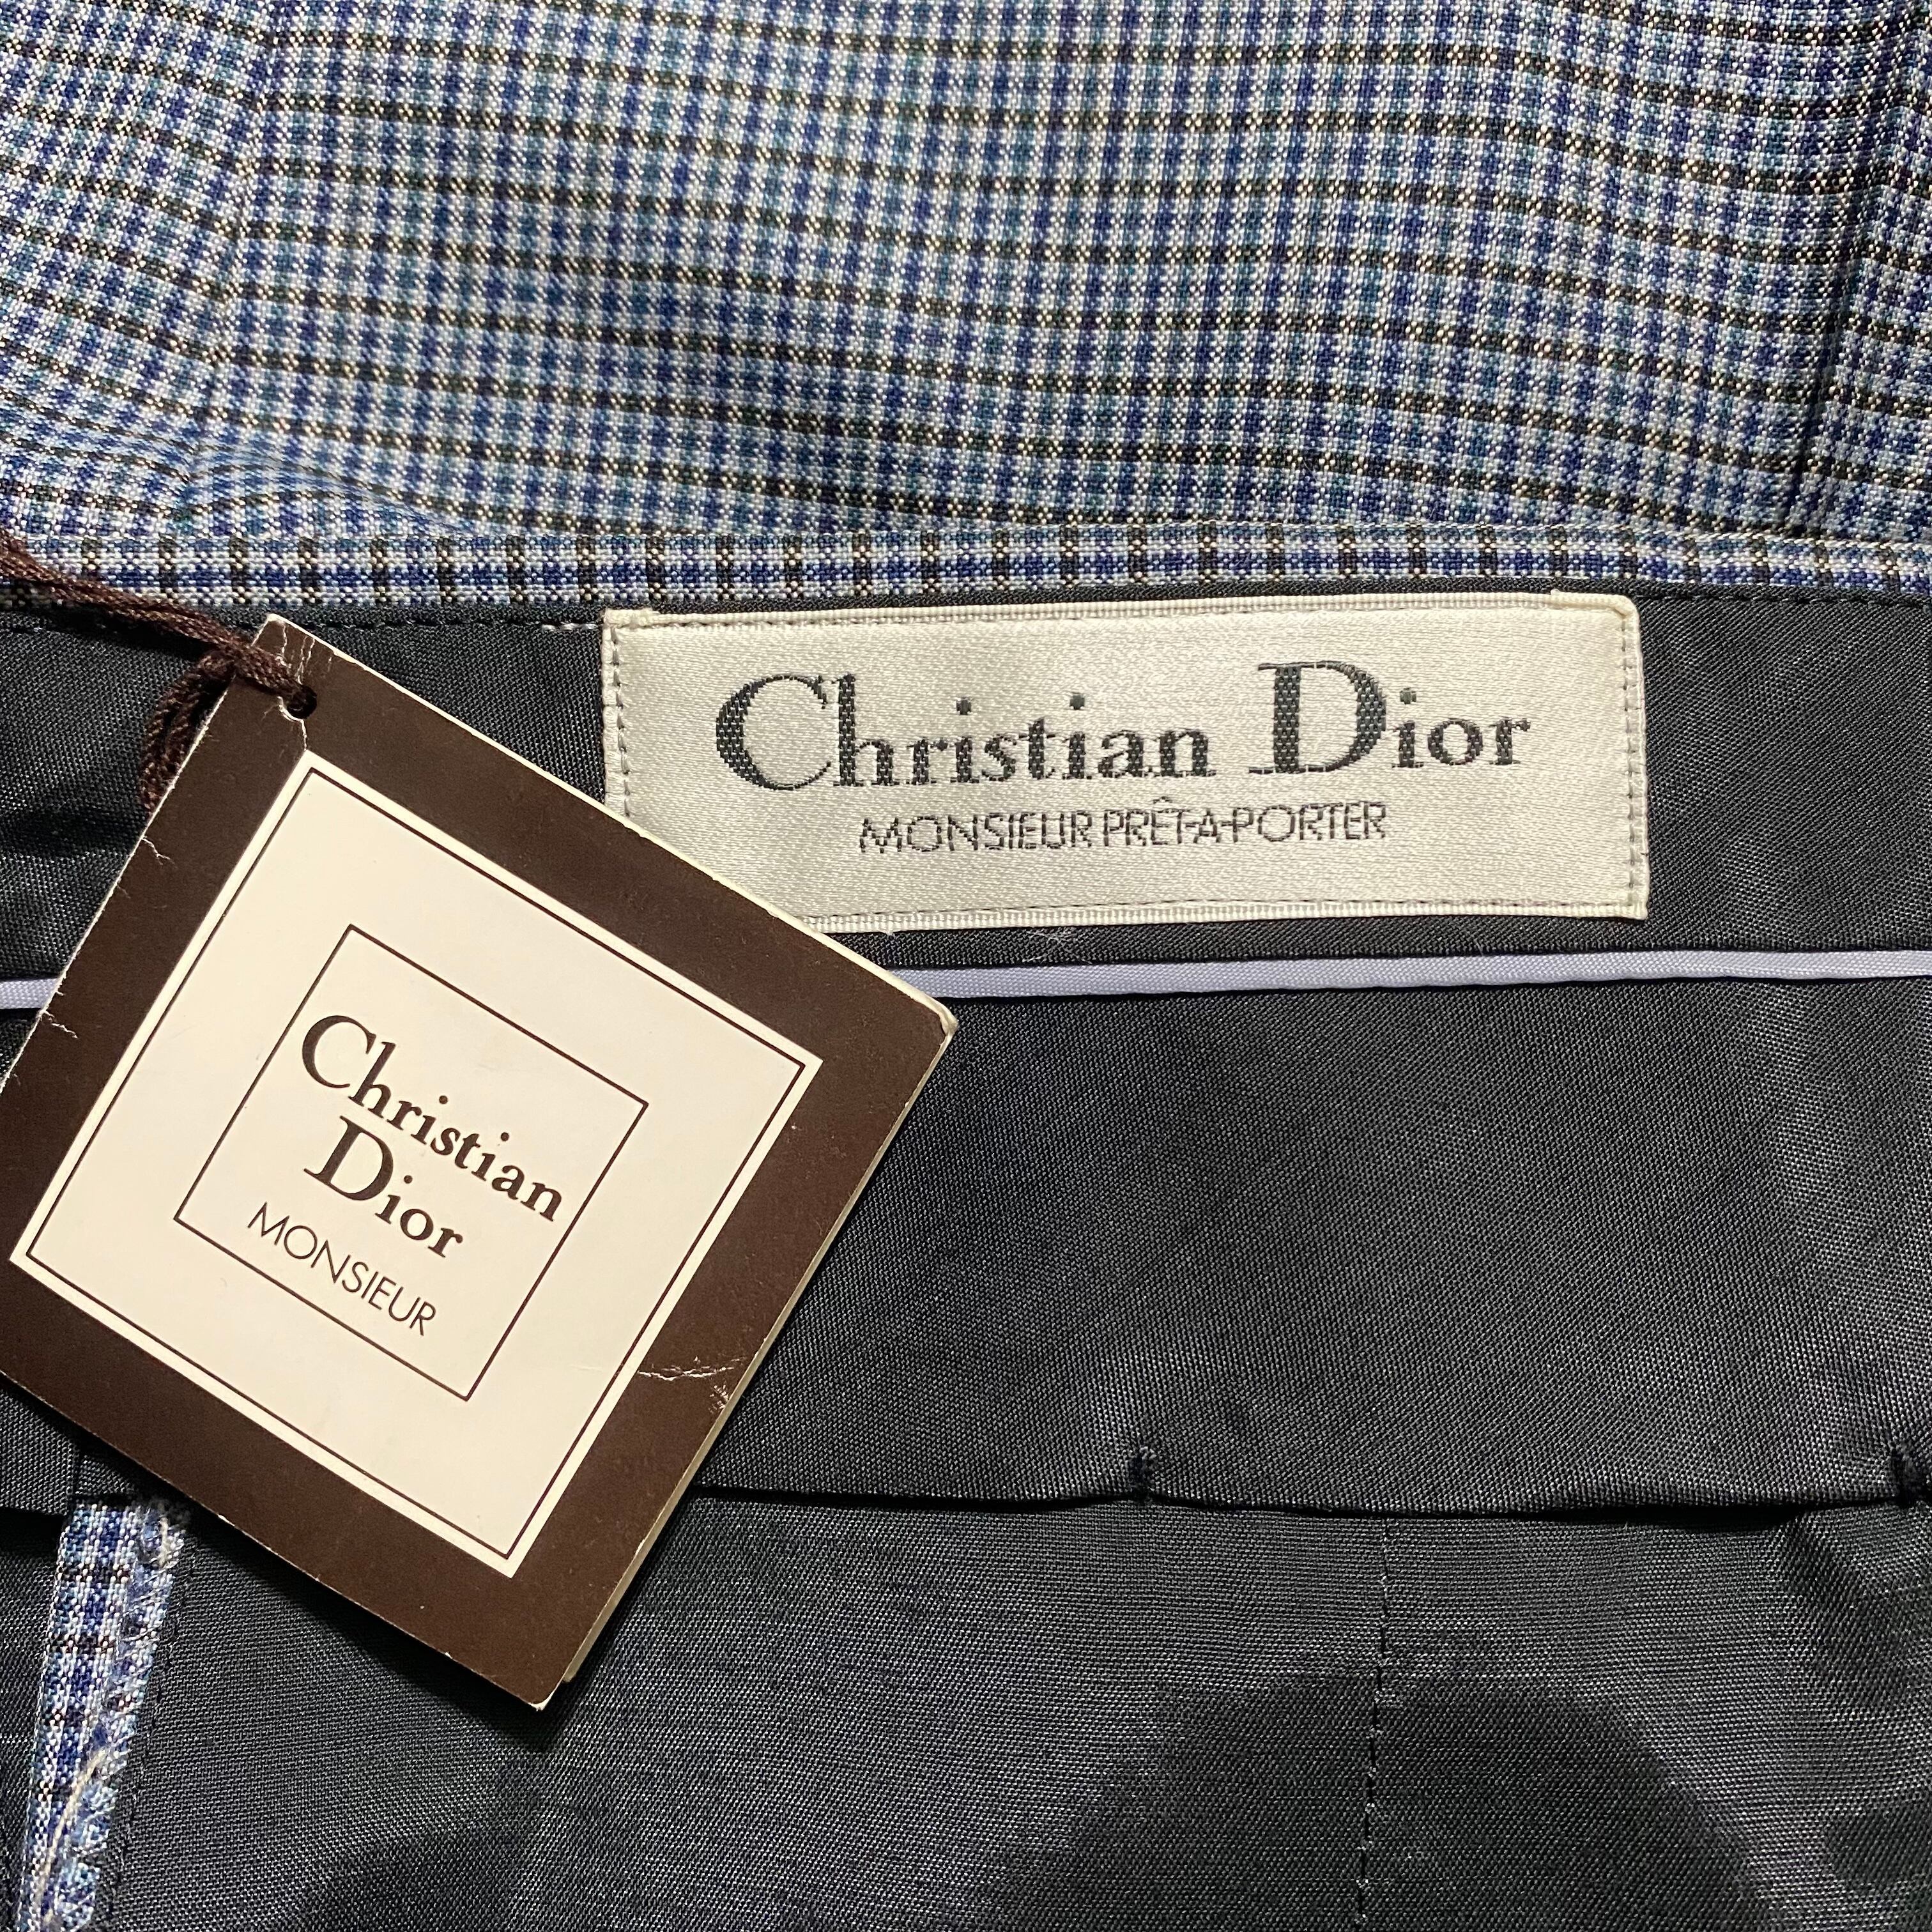 Christian Dior
MONSIEUR PRÊT-A-PORTER
Christian
Dior
MONSIEUR